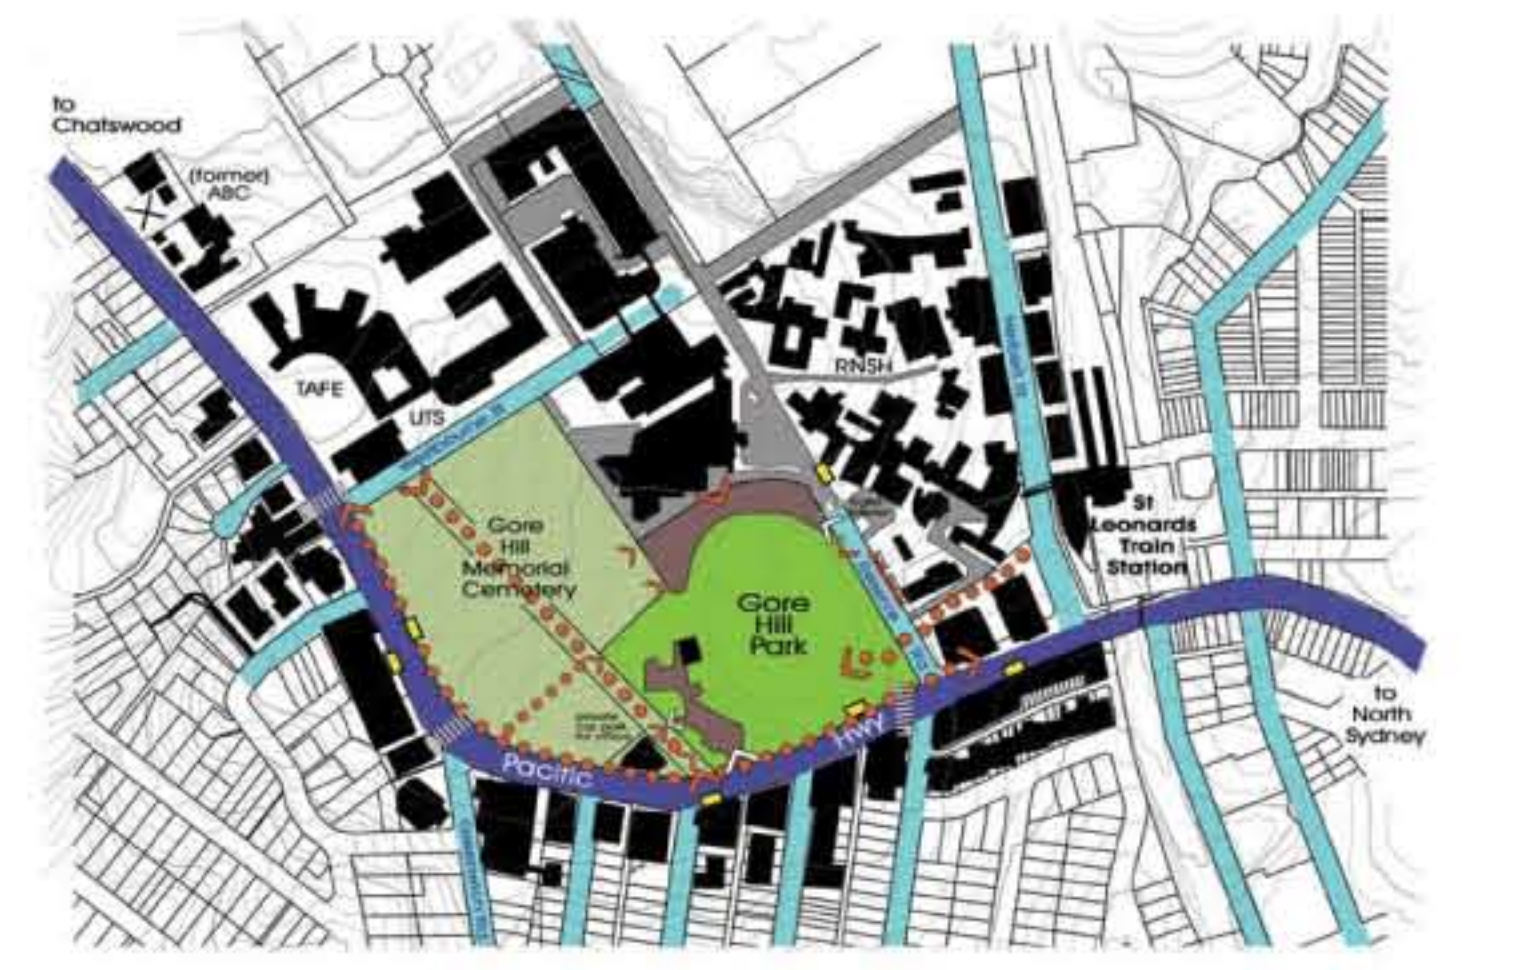 to
Chatswood
(former)
ABC
TAFE
UTS
RNSH
Gore
Hill
Memorial
Cemetery
Gore
Hill
Park
St
Leonards
Train
Station
Pacific
Hwy
to
North
Sydney